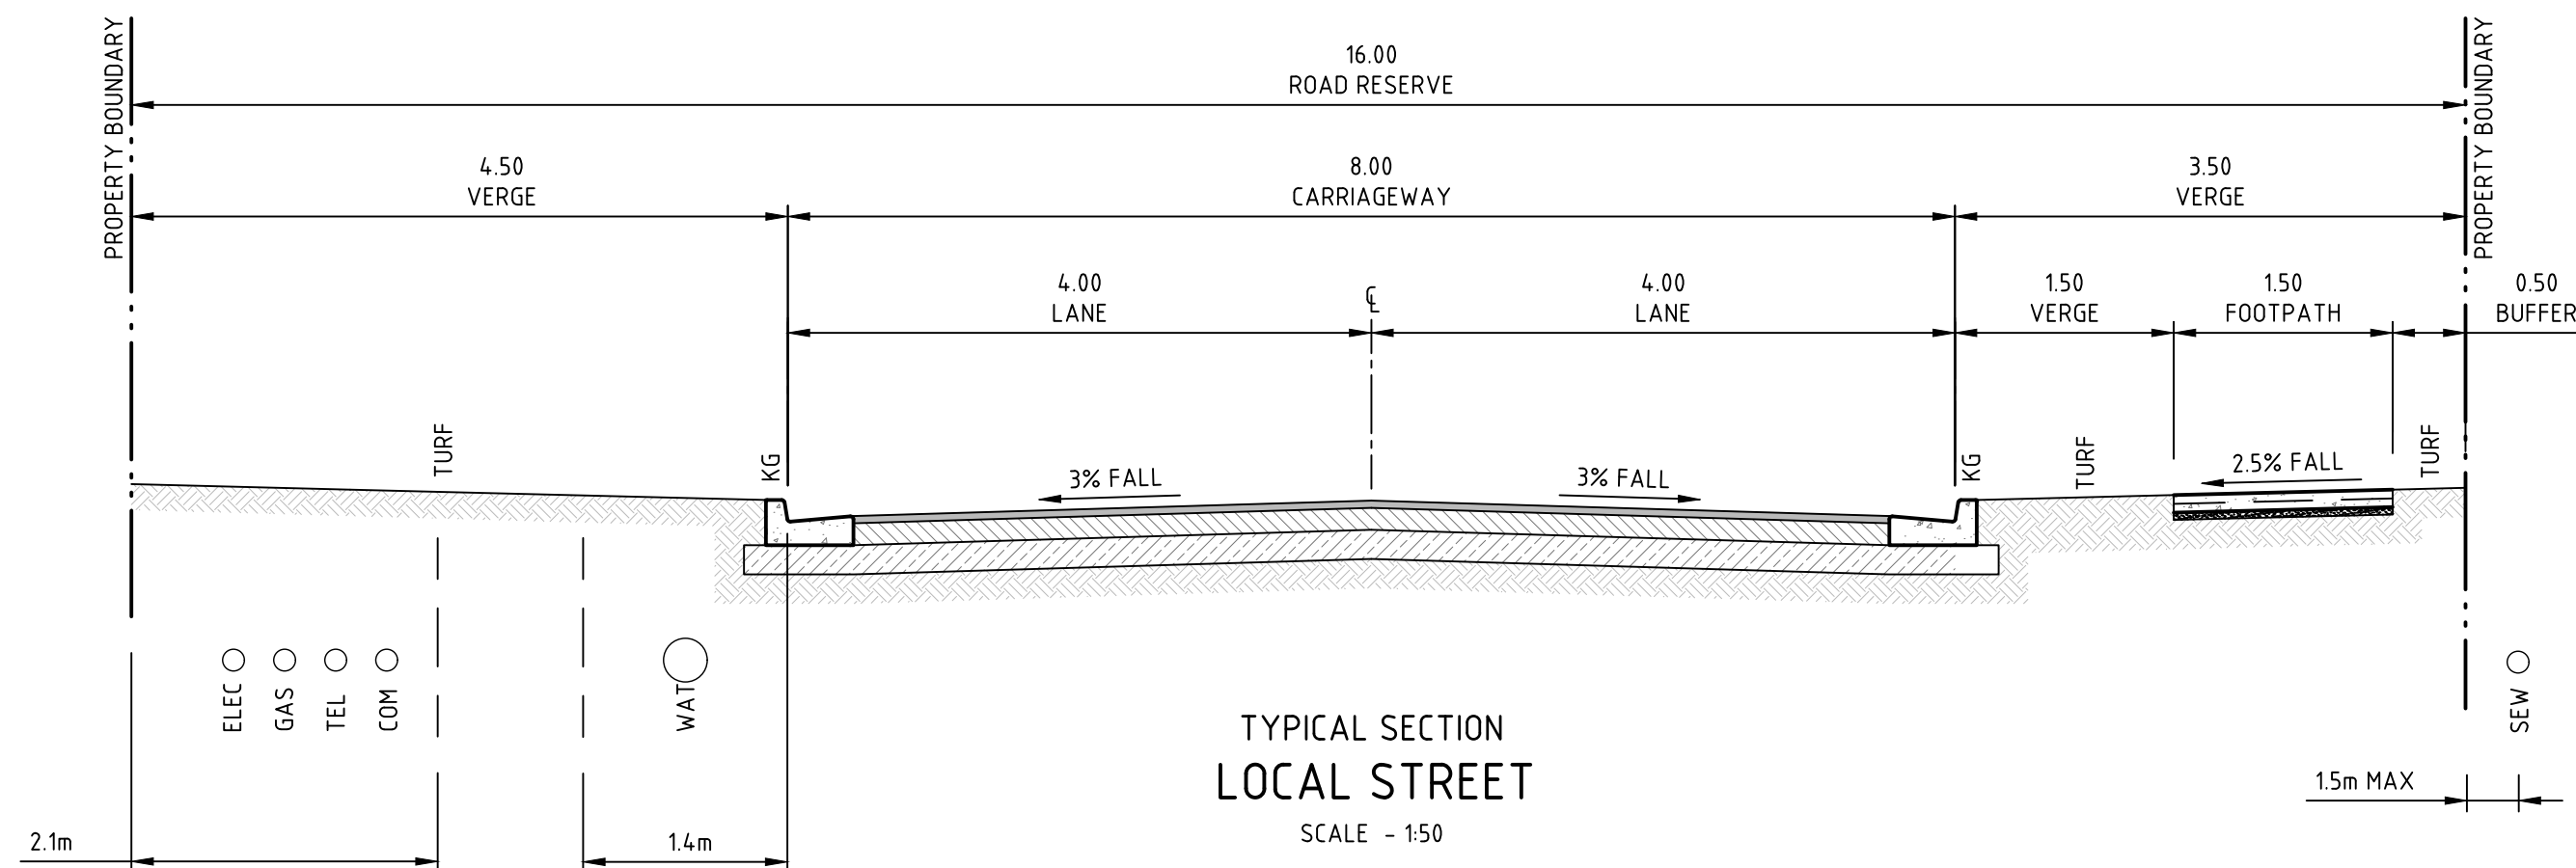 PROPERTY BOUNDARY
16.00
ROAD RESERVE
PROPERTY BOUNDARY
4.50
VERGE
8.00
CARRIAGEWAY
3.50
VERGE
4.00
LANE
℄
4.00
LANE
1.50
VERGE
1.50
FOOTPATH
0.50
BUFFER
TURF
KG
3% FALL
3% FALL
KG
TURF
2.5% FALL
TURF
ELEC
GAS
TEL
COM
WAT
SEW
TYPICAL SECTION
LOCAL STREET
SCALE - 1:50
2.1m
1.4m
1.5m MAX